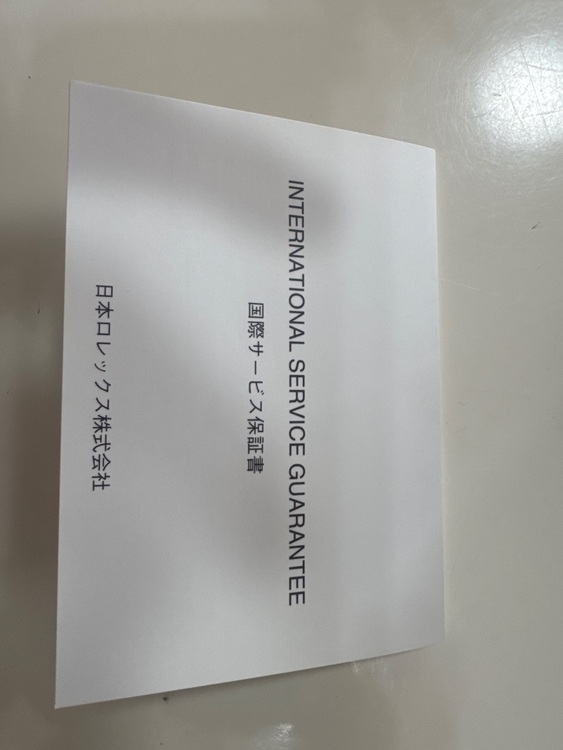 INTERNATIONAL SERVICE GUARANTEE
国際サービス保証書
日本ロレックス株式会社